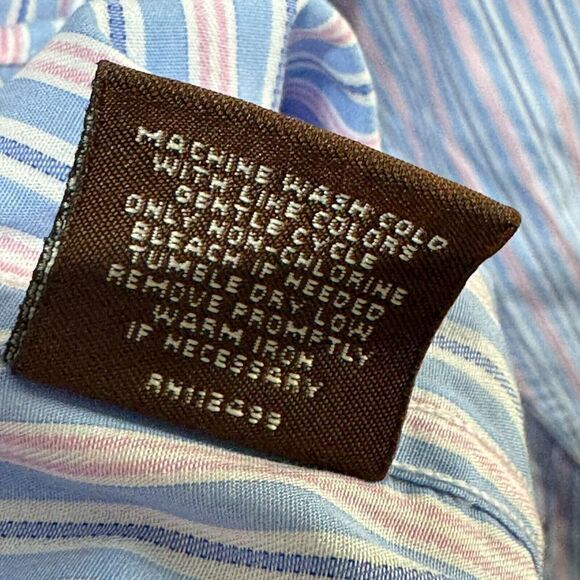 MACHINE WASH COLD
WITH LIKE COLORS
GENTLE CYCLE
ONLY NON-CHLORINE
BLEACH IF NEEDED
TUMBLE DRY LOW
REMOVE PROMPTLY
WARM IRON
IF NECESSARY